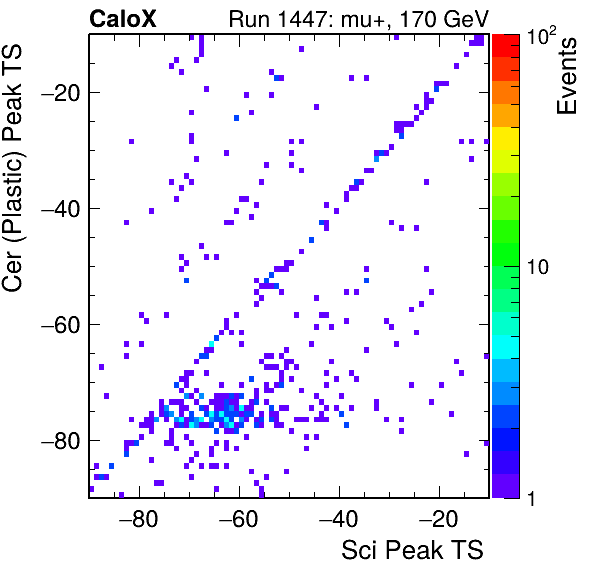 CaloX Run 1447: mu+, 170 GeV
Cer (Plastic) Peak TS
−20
−40
−60
−80
−80 −60 −40 −20
Sci Peak TS
10²
10
1
Events